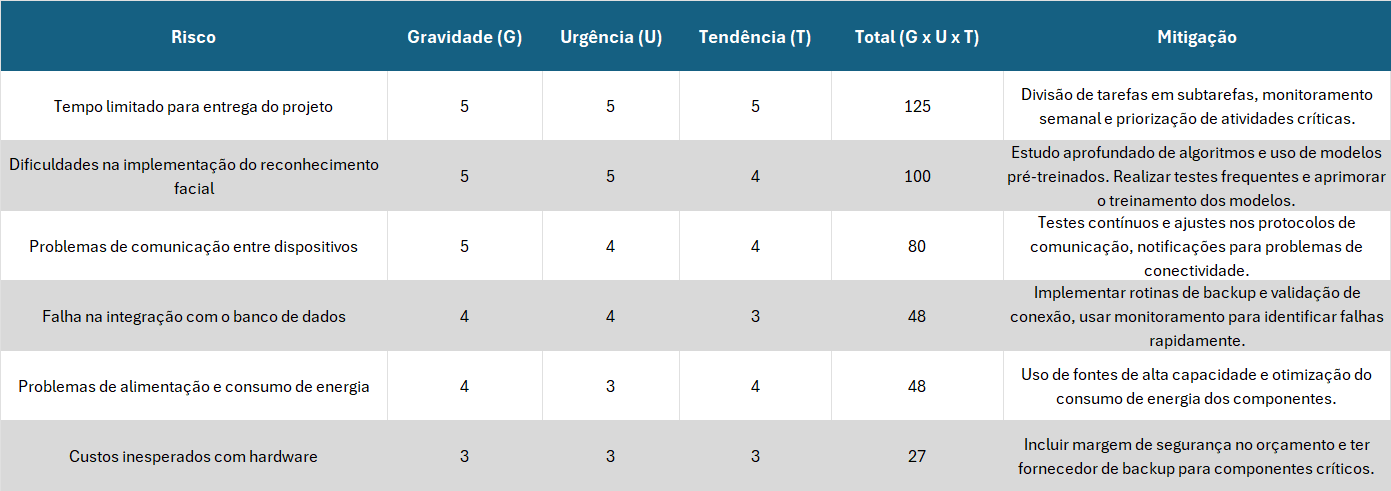 Risco Gravidade (G) Urgência (U) Tendência (T) Total (G x U x T) Mitigação
Tempo limitado para entrega do projeto 5 5 5 125 Divisão de tarefas em subtarefas, monitoramento
semanal e priorização de atividades críticas.
Dificuldades na implementação do reconhecimento
facial 5 5 4 100 Estudo aprofundado de algoritmos e uso de modelos
pré-treinados. Realizar testes frequentes e aprimorar
o treinamento dos modelos.
Problemas de comunicação entre dispositivos 5 4 4 80 Testes contínuos e ajustes nos protocolos de
comunicação, notificações para problemas de
conectividade.
Falha na integração com o banco de dados 4 4 3 48 Implementar rotinas de backup e validação de
conexão, usar monitoramento para identificar falhas
rapidamente.
Problemas de alimentação e consumo de energia 4 3 4 48 Uso de fontes de alta capacidade e otimização do
consumo de energia dos componentes.
Custos inesperados com hardware 3 3 3 27 Incluir margem de segurança no orçamento e ter
fornecedor de backup para componentes críticos.